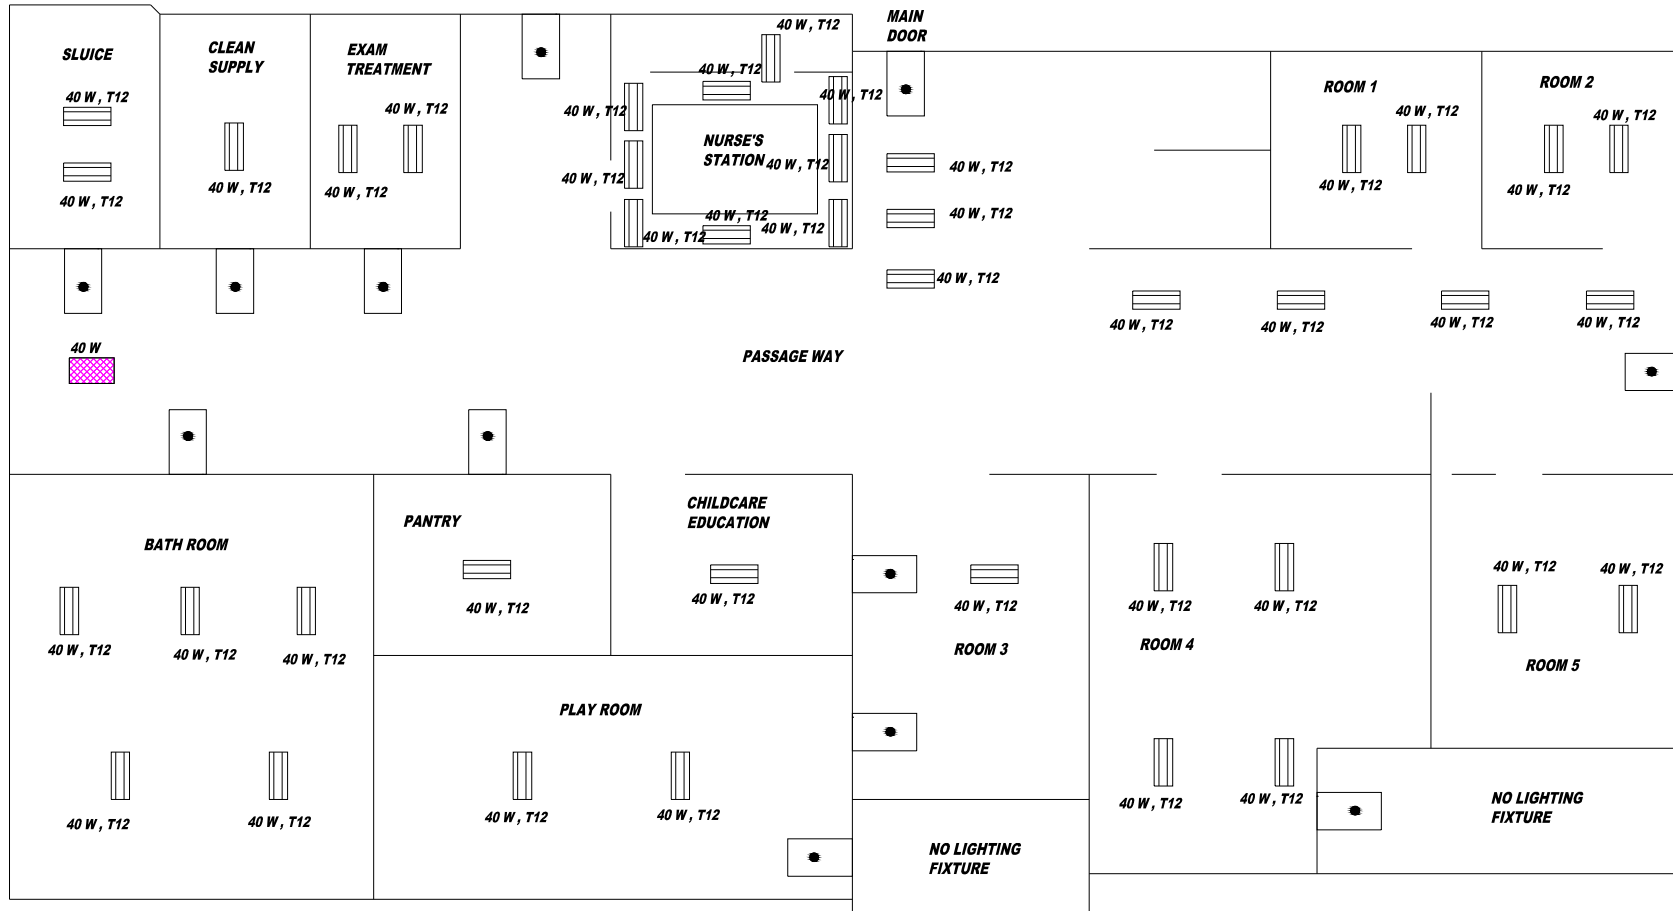 SLUICE
40 W , T12
40 W , T12
CLEAN
SUPPLY
40 W , T12
EXAM
TREATMENT
40 W , T12
40 W , T12
40 W , T12
40 W , T12
40 W , T12
40 W , T12
NURSE'S
STATION
40 W , T12
40 W , T12
40 W , T12
40 W , T12
40 W , T12
MAIN
DOOR
40 W , T12
40 W , T12
40 W , T12
ROOM 1
40 W , T12
40 W , T12
ROOM 2
40 W , T12
40 W , T12
40 W , T12
40 W , T12
40 W , T12
40 W , T12
40 W
PASSAGE WAY
BATH ROOM
40 W , T12
40 W , T12
40 W , T12
40 W , T12
40 W , T12
PANTRY
40 W , T12
CHILDCARE
EDUCATION
40 W , T12
PLAY ROOM
40 W , T12
40 W , T12
40 W , T12
ROOM 3
NO LIGHTING
FIXTURE
40 W , T12
40 W , T12
ROOM 4
40 W , T12
40 W , T12
40 W , T12
40 W , T12
ROOM 5
NO LIGHTING
FIXTURE